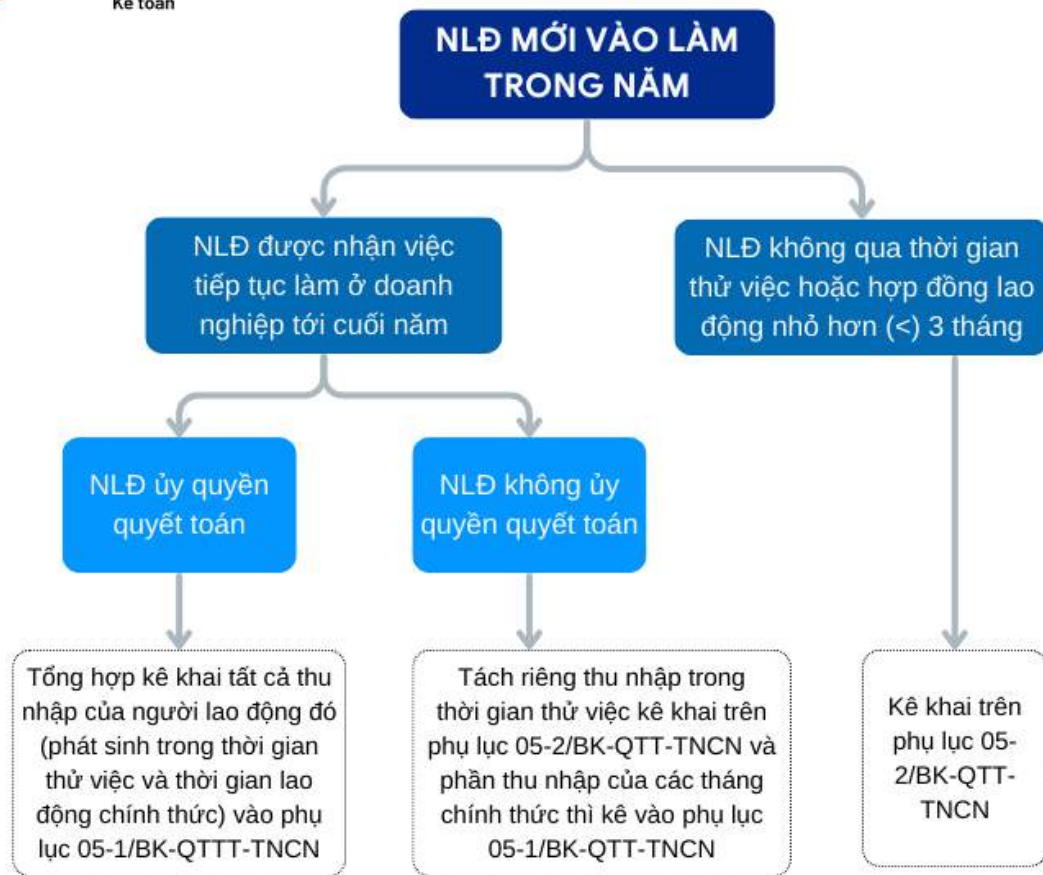 Kế toán
NLĐ MỚI VÀO LÀM
TRONG NĂM
NLĐ được nhận việc
tiếp tục làm ở doanh
nghiệp tới cuối năm
NLĐ không qua thời gian
thử việc hoặc hợp đồng lao
động nhỏ hơn (<) 3 tháng
NLĐ ủy quyền
quyết toán
NLĐ không ủy
quyền quyết toán
Tổng hợp kê khai tất cả thu
nhập của người lao động đó
(phát sinh trong thời gian
thử việc và thời gian lao
động chính thức) vào phụ
lục 05-1/BK-QTTT-TNCN
Tách riêng thu nhập trong
thời gian thử việc kê khai trên
phụ lục 05-2/BK-QTT-TNCN và
phần thu nhập của các tháng
chính thức thì kê vào phụ lục
05-1/BK-QTT-TNCN
Kê khai trên
phụ lục 05-
2/BK-QTT-
TNCN